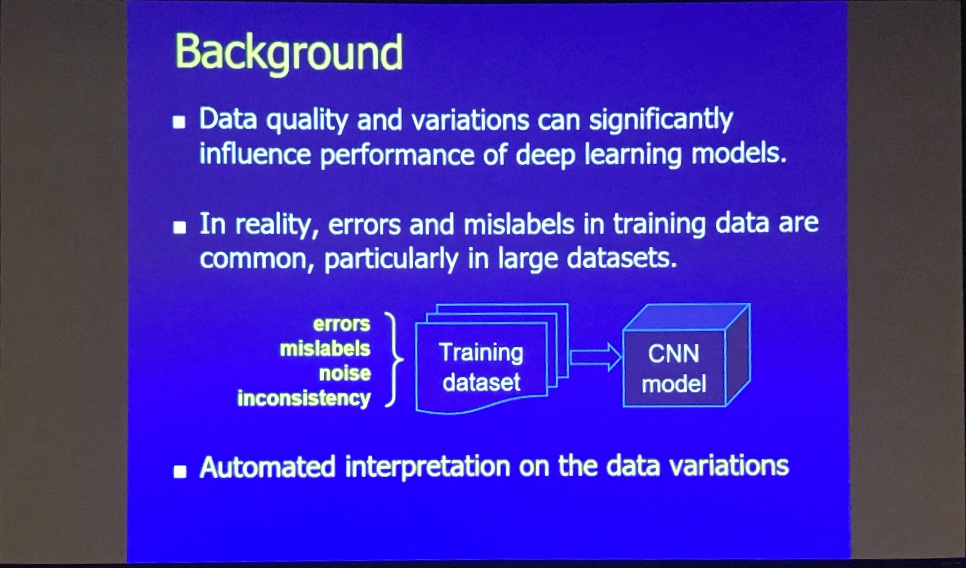 Background
Data quality and variations can significantly
influence performance of deep learning models.
In reality, errors and mislabels in training data are
common, particularly in large datasets.
errors
mislabels
noise
inconsistency
Training
dataset
CNN
model
Automated interpretation on the data variations